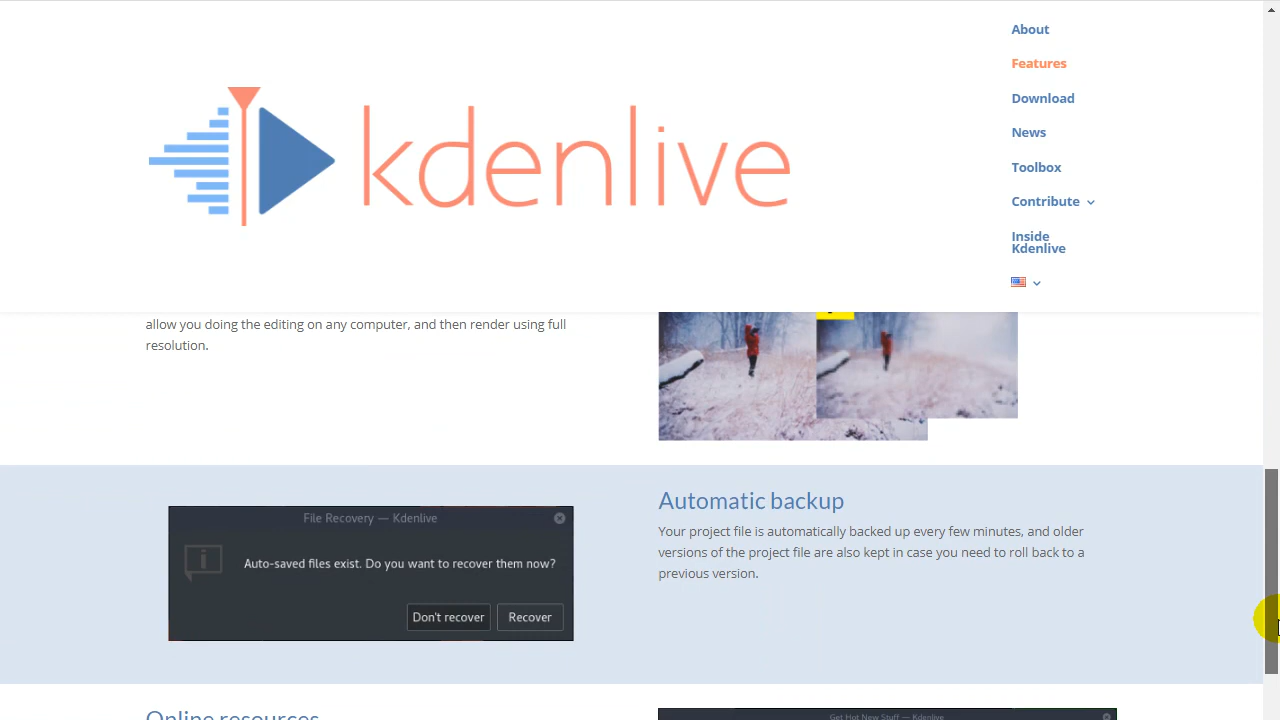 About
Features
Download
News
Toolbox
Contribute
Inside
Kdenlive
kdenlive
allow you doing the editing on any computer, and then render using full
resolution.
File Recovery — Kdenlive
Auto-saved files exist. Do you want to recover them now?
Don't recover
Recover
Automatic backup
Your project file is automatically backed up every few minutes, and older
versions of the project file are also kept in case you need to roll back to a
previous version.
Online resources
Get Hot New Stuff — Kdenlive